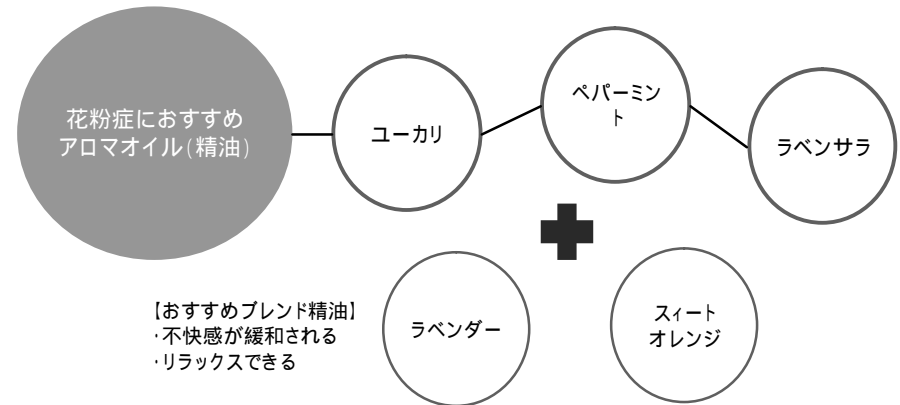 花粉症におすすめ
アロマオイル(精油)
ユーカリ
ペパーミン
ト
ラベンサラ
【おすすめブレンド精油】
・不快感が緩和される
・リラックスできる
ラベンダー
スィート
オレンジ